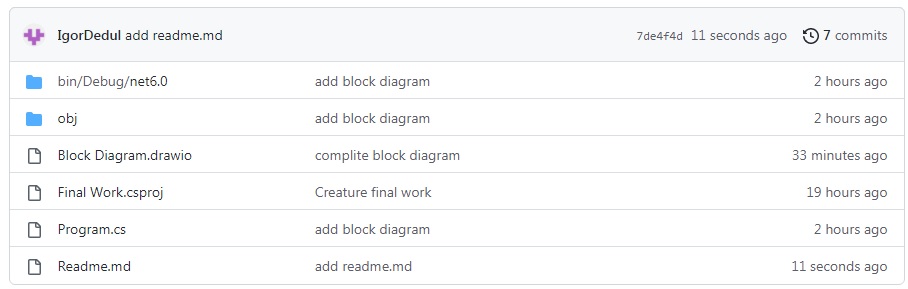 IgorDedul add readme.md 7de4f4d 11 seconds ago 7 commits
bin/Debug/net6.0 add block diagram 2 hours ago
obj add block diagram 2 hours ago
Block Diagram.drawio complite block diagram 33 minutes ago
Final Work.csproj Creature final work 19 hours ago
Program.cs add block diagram 2 hours ago
Readme.md add readme.md 11 seconds ago